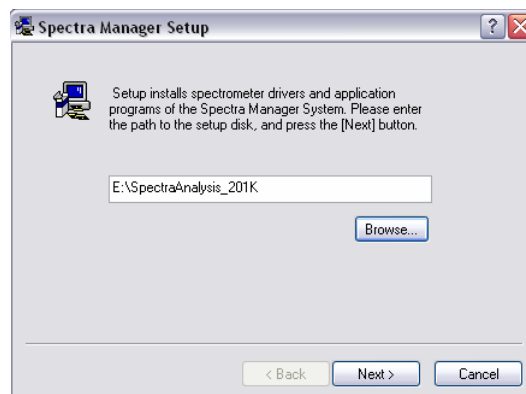 Spectra Manager Setup
Setup installs spectrometer drivers and application
programs of the Spectra Manager System. Please enter
the path to the setup disk, and press the [Next] button.
E:\SpectraAnalysis_201K
Browse...
< Back
Next >
Cancel